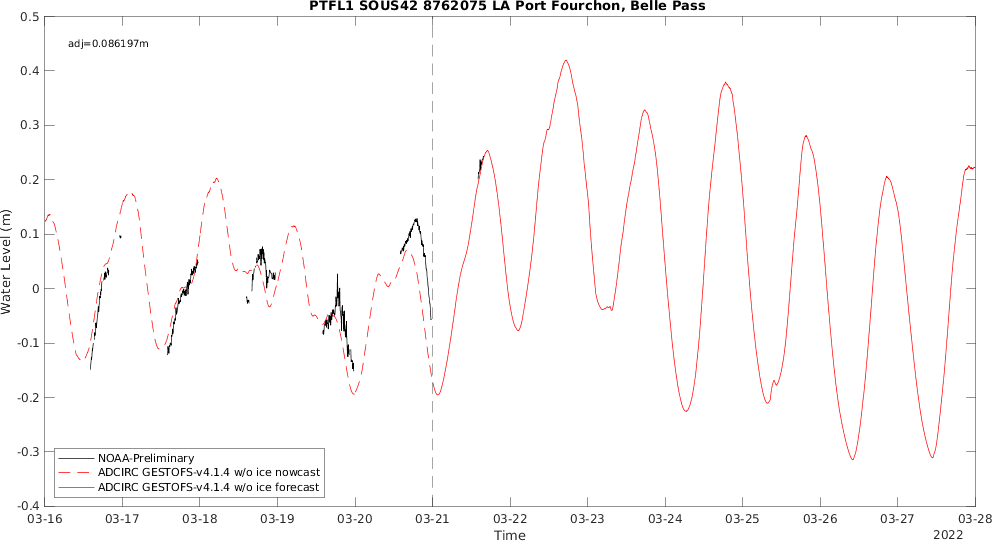 PTFL1 SOUS42 8762075 LA Port Fourchon, Belle Pass
0.5
adj=0.086197m
0.4
0.3
0.2
0.1
0
-0.1
-0.2
-0.3
-0.4
Water Level (m)
NOAA-Preliminary
ADCIRC GESTOFS-v4.1.4 w/o ice nowcast
ADCIRC GESTOFS-v4.1.4 w/o ice forecast
03-16 03-17 03-18 03-19 03-20 03-21 03-22 03-23 03-24 03-25 03-26 03-27 03-28
Time
2022